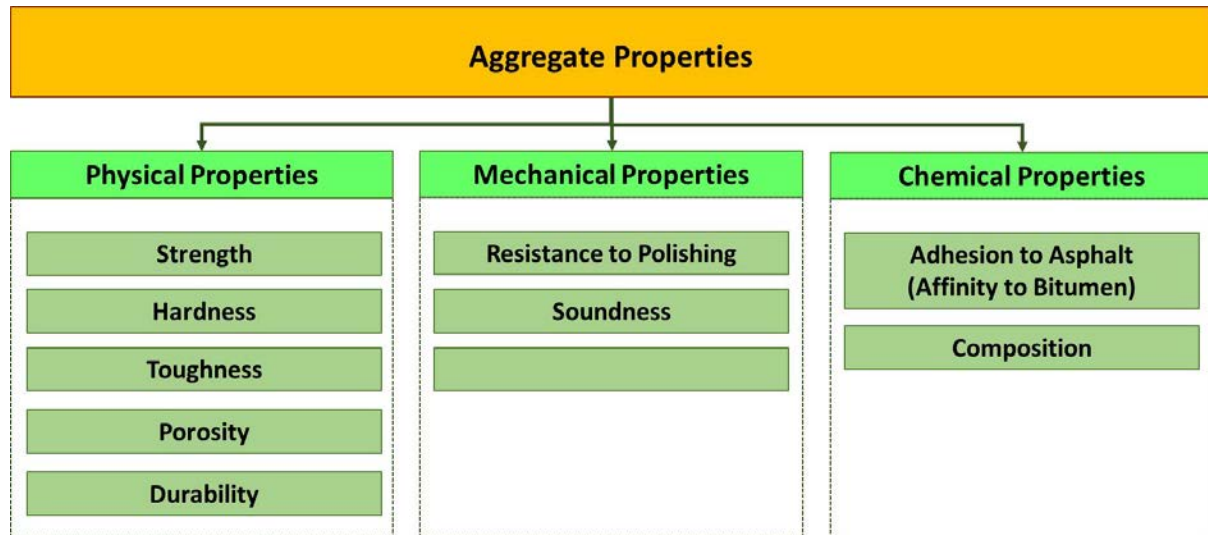 Aggregate Properties
Physical Properties
Strength
Hardness
Toughness
Porosity
Durability
Mechanical Properties
Resistance to Polishing
Soundness
Chemical Properties
Adhesion to Asphalt
(Affinity to Bitumen)
Composition